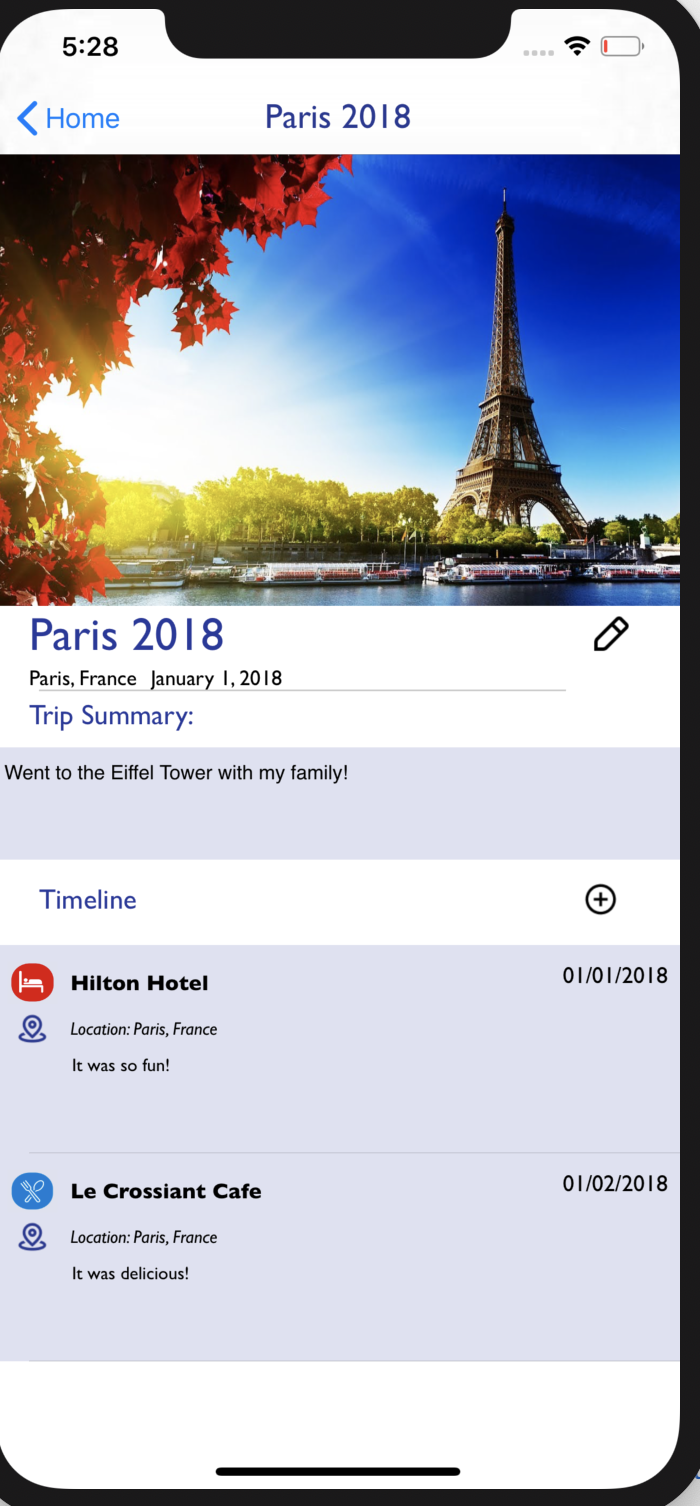 5:28
Home
Paris 2018
Paris 2018
Paris, France January 1, 2018
Trip Summary:
Went to the Eiffel Tower with my family!
Timeline
Hilton Hotel
01/01/2018
Location: Paris, France
It was so fun!
Le Crossiant Cafe
01/02/2018
Location: Paris, France
It was delicious!